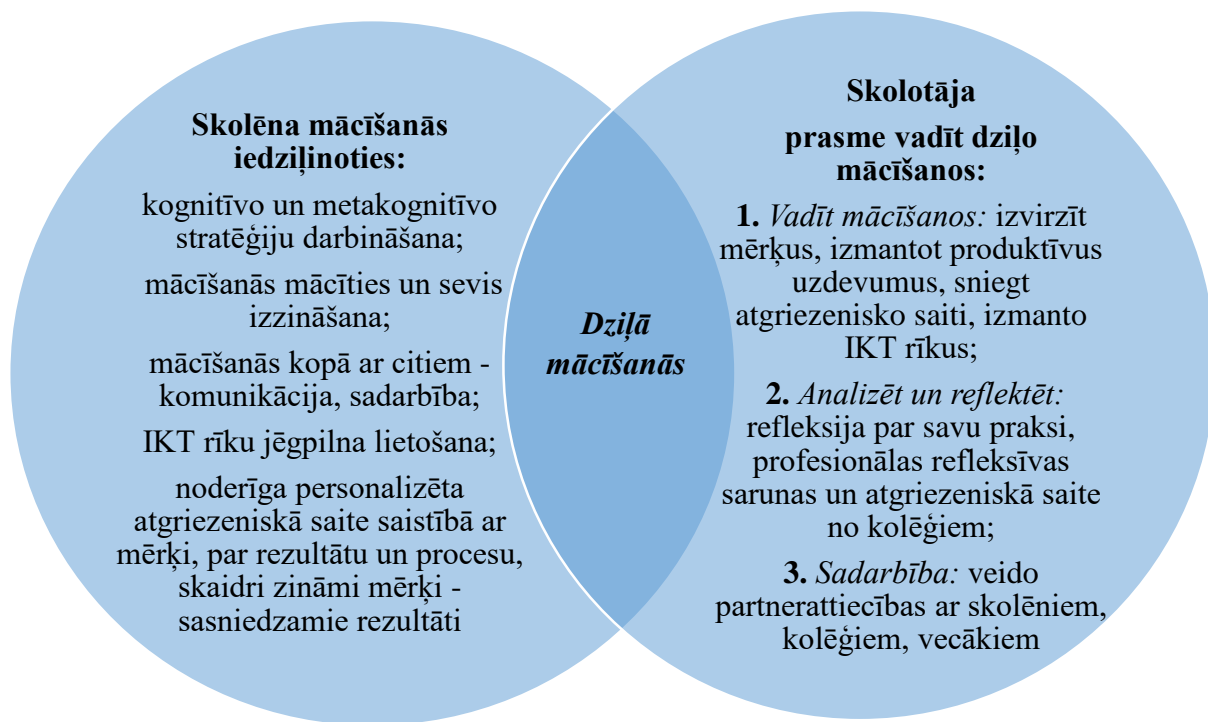 Skolēna mācīšanās
iedziļinoties:
kognitīvo un metakognitīvo
stratēģiju darbināšana;
mācīšanās mācīties un sevis
izzināšana;
mācīšanās kopā ar citiem -
komunikācija, sadarbība;
IKT rīku jēgpilna lietošana;
noderīga personalizēta
atgriezeniskā saite saistībā ar
mērķi, par rezultātu un procesu,
skaidri zināmi mērķi -
sasniedzamie rezultāti
Dziļā
mācīšanās
Skolotāja
prasme vadīt dziļo
mācīšanos:
1. Vadīt mācīšanos: izvirzīt
mērķus, izmantot produktīvus
uzdevumus, sniegt
atgriezenisko saiti, izmanto
IKT rīkus;
2. Analizēt un reflektēt:
refleksija par savu praksi,
profesionālas refleksīvas
sarunas un atgriezeniskā saite
no kolēģiem;
3. Sadarbība: veido
partnerattiecības ar skolēniem,
kolēģiem, vecākiem